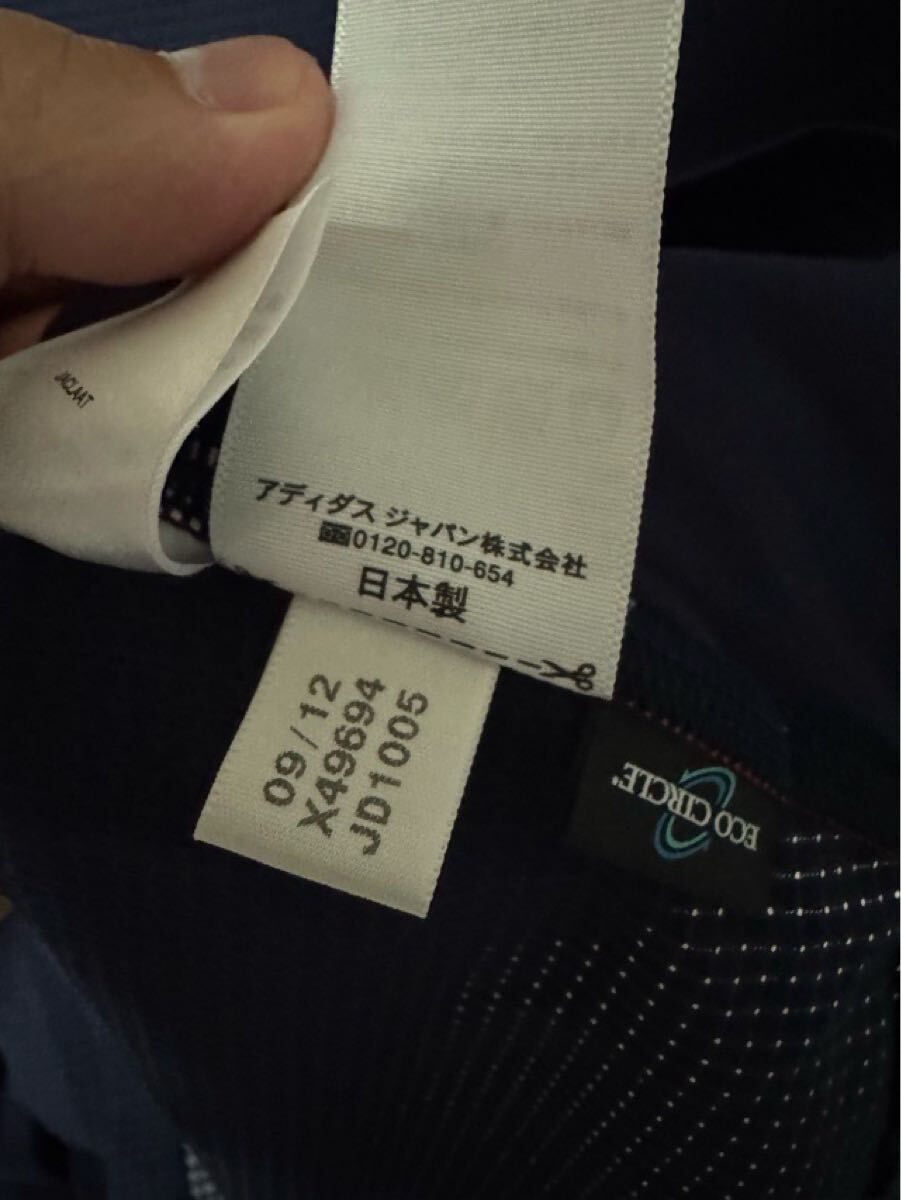 JAQLAAT
アディダス ジャパン株式会社
0120-810-654
日本製
09/12
X49694
JD1005
ECO CIRCLE®